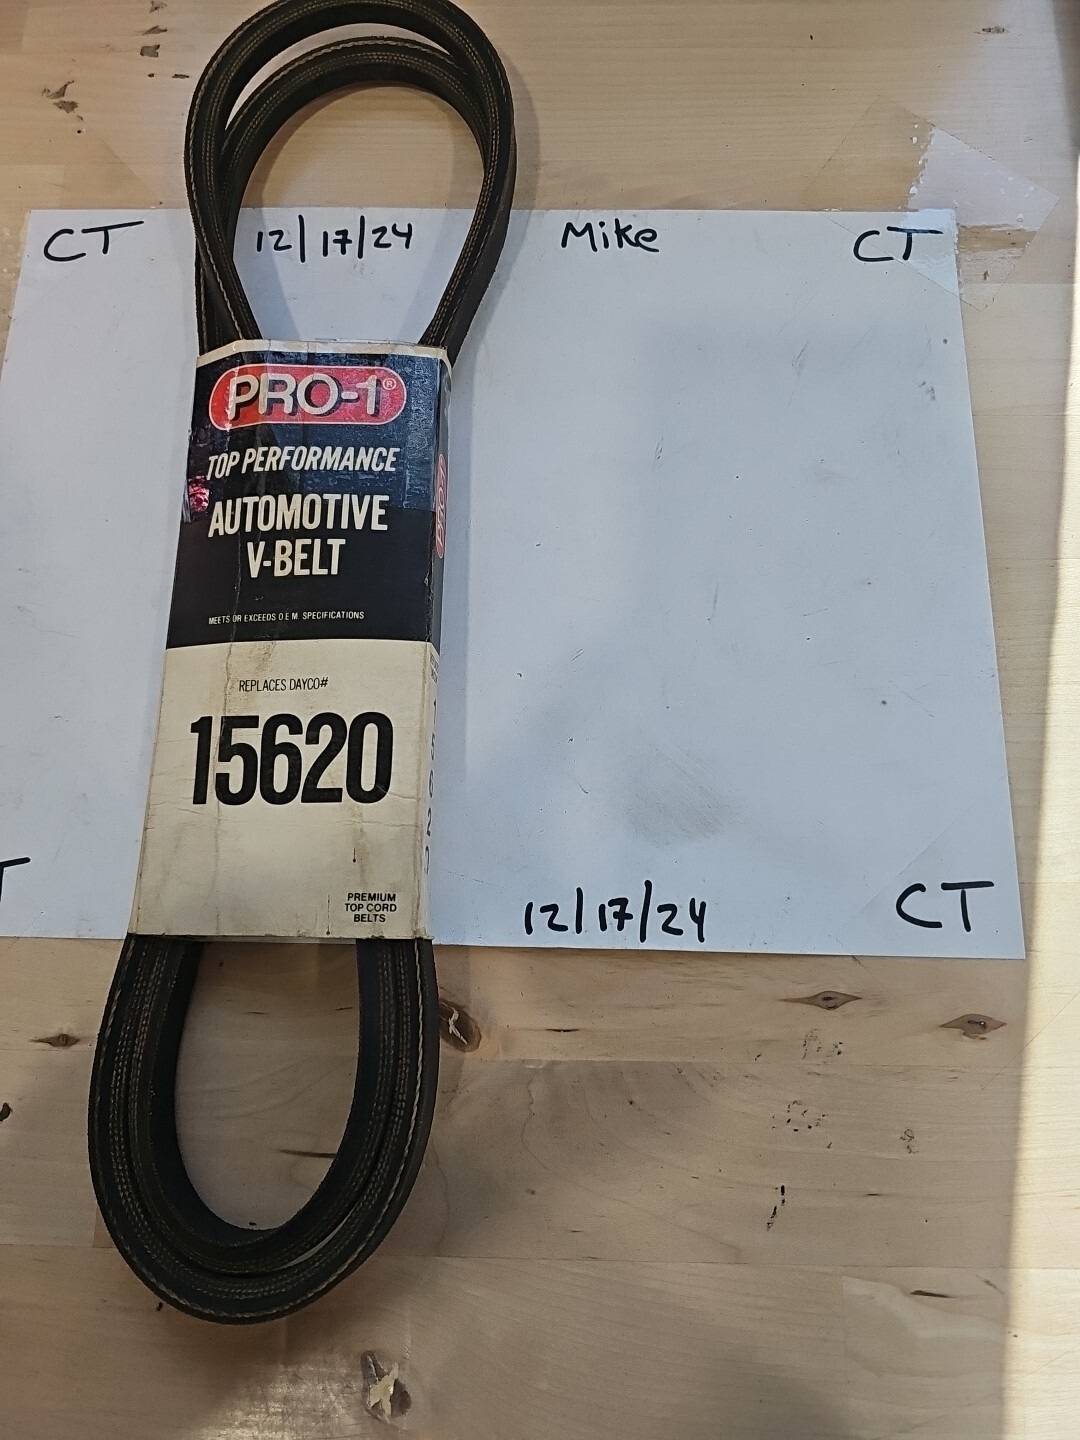 CT 12/17/24 Mike CT
PRO-1®
TOP PERFORMANCE
AUTOMOTIVE
V-BELT
MEETS OR EXCEEDS O.E.M. SPECIFICATIONS
REPLACES DAYCO#
15620
PREMIUM
TOP CORD
BELTS
12/17/24 CT